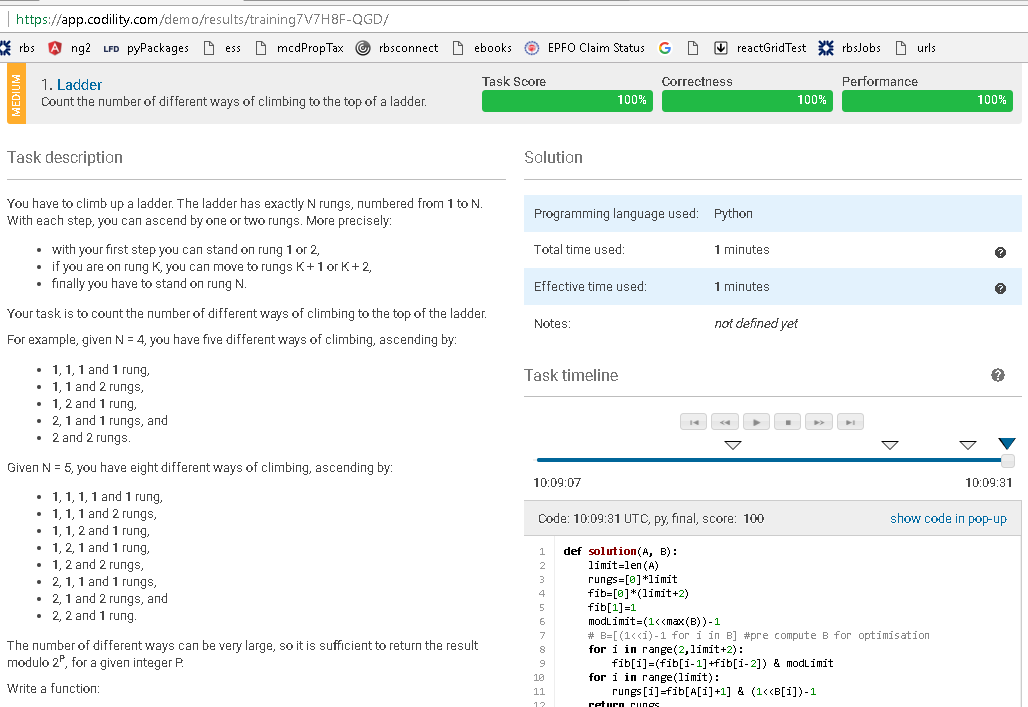 https://app.codility.com/demo/results/training7V7H8F-QGD/
rbs ng2 LFD pyPackages ess mcdPropTax rbsconnect ebooks EPFO Claim Status G reactGridTest rbsJobs urls
MEDIUM
1. Ladder
Count the number of different ways of climbing to the top of a ladder.
Task Score
100%
Correctness
100%
Performance
100%
Task description
You have to climb up a ladder. The ladder has exactly N rungs, numbered from 1 to N.
With each step, you can ascend by one or two rungs. More precisely:
• with your first step you can stand on rung 1 or 2,
• if you are on rung K, you can move to rungs K + 1 or K + 2,
• finally you have to stand on rung N.
Your task is to count the number of different ways of climbing to the top of the ladder.
For example, given N = 4, you have five different ways of climbing, ascending by:
• 1, 1, 1 and 1 rung,
• 1, 1 and 2 rungs,
• 1, 2 and 1 rung,
• 2, 1 and 1 rungs, and
• 2 and 2 rungs.
Given N = 5, you have eight different ways of climbing, ascending by:
• 1, 1, 1, 1 and 1 rung,
• 1, 1, 1 and 2 rungs,
• 1, 1, 2 and 1 rung,
• 1, 2, 1 and 1 rung,
• 1, 2 and 2 rungs,
• 2, 1, 1 and 1 rungs,
• 2, 1 and 2 rungs, and
• 2, 2 and 1 rung.
The number of different ways can be very large, so it is sufficient to return the result
modulo 2^P, for a given integer P.
Write a function:
Solution
Programming language used: Python
Total time used: 1 minutes
Effective time used: 1 minutes
Notes: not defined yet
Task timeline
10:09:07 10:09:31
Code: 10:09:31 UTC, py, final, score: 100 show code in pop-up
1 def solution(A, B):
2 limit=len(A)
3 rungs=[0]*limit
4 fib=[0]*(limit+2)
5 fib[1]=1
6 modLimit=(1<<max(B))-1
7 # B=[(1<<i)-1 for i in B] #pre compute B for optimisation
8 for i in range(2,limit+2):
9 fib[i]=(fib[i-1]+fib[i-2]) & modLimit
10 for i in range(limit):
11 rungs[i]=fib[A[i]+1] & (1<<B[i])-1
12 return rungs